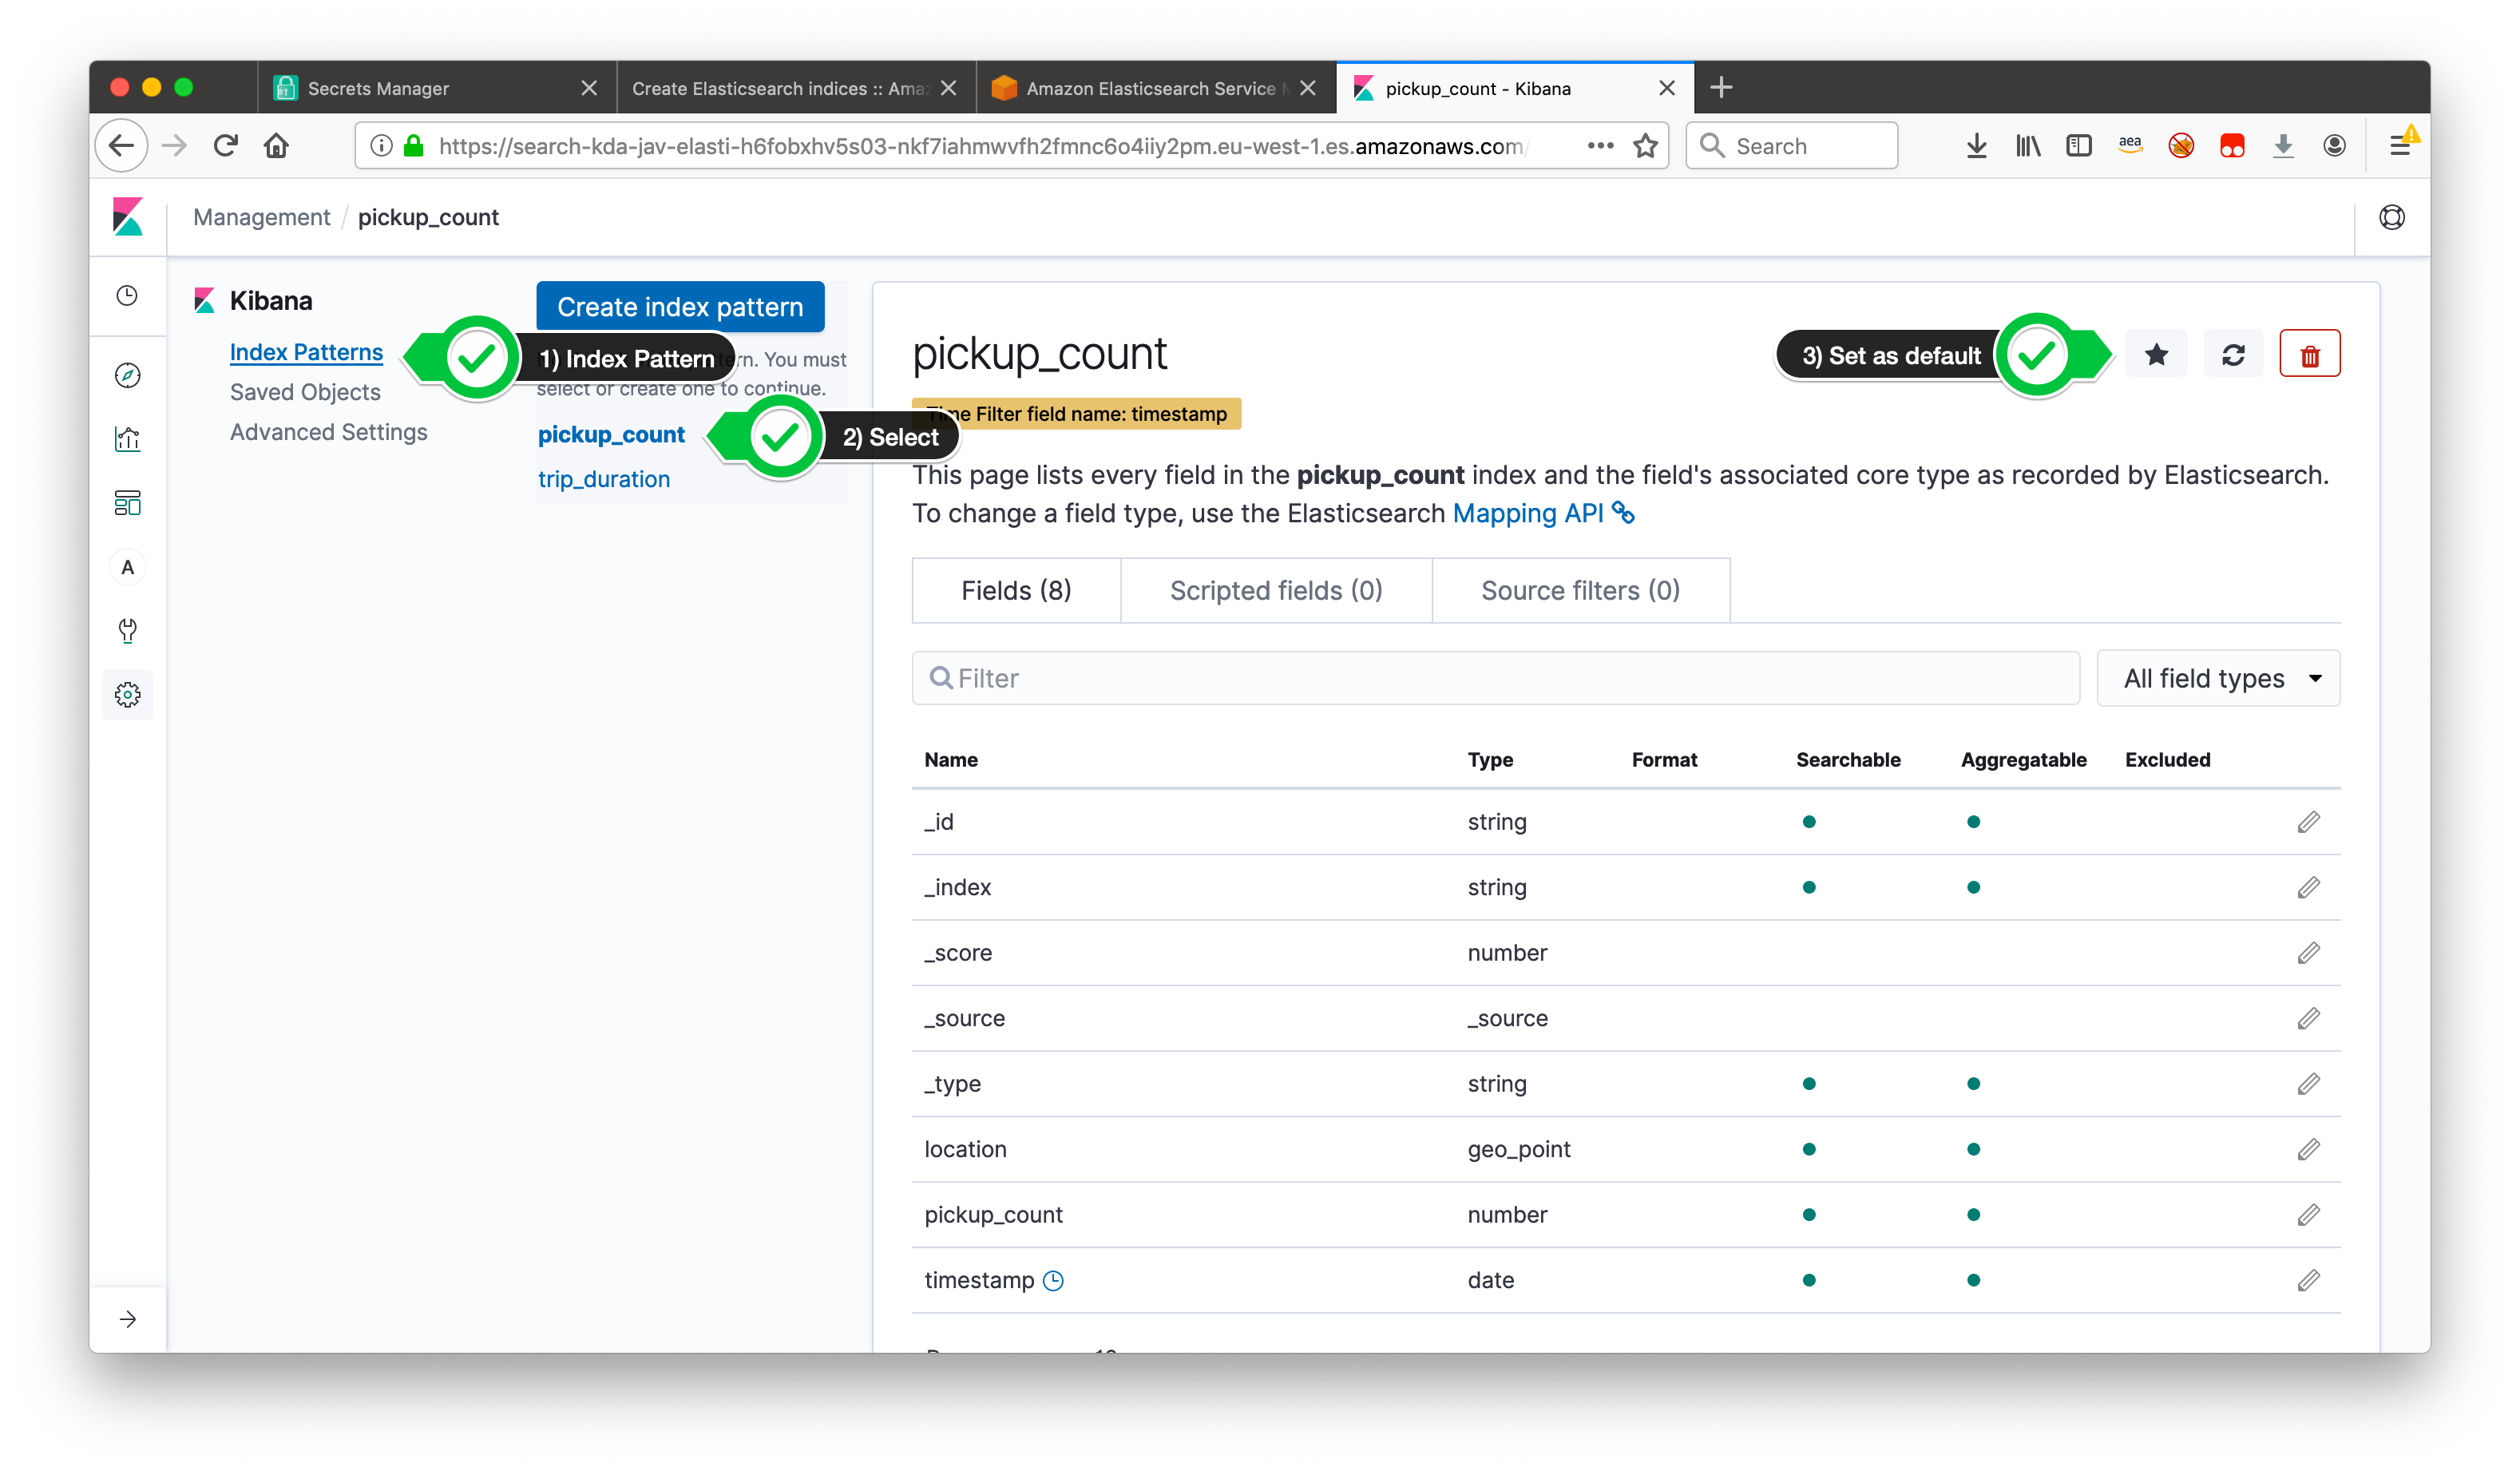 Secrets Manager
Create Elasticsearch indices :: Ama
Amazon Elasticsearch Service
pickup_count - Kibana
https://search-kda-jav-elasti-h6fobxhv5s03-nkf7iahmwvfh2fmnc6o4iiy2pm.eu-west-1.es.amazonaws.com/
Search
aea
Management / pickup_count
Kibana
Index Patterns
Saved Objects
Advanced Settings
A
Create index pattern
1) Index Pattern
You must
select or create one to continue.
pickup_count
2) Select
trip_duration
pickup_count
3) Set as default
Time Filter field name: timestamp
This page lists every field in the pickup_count index and the field's associated core type as recorded by Elasticsearch.
To change a field type, use the Elasticsearch Mapping API
Fields (8)
Scripted fields (0)
Source filters (0)
Filter
All field types
Name Type Format Searchable Aggregatable Excluded
_id string
_index string
_score number
_source _source
_type string
location geo_point
pickup_count number
timestamp date